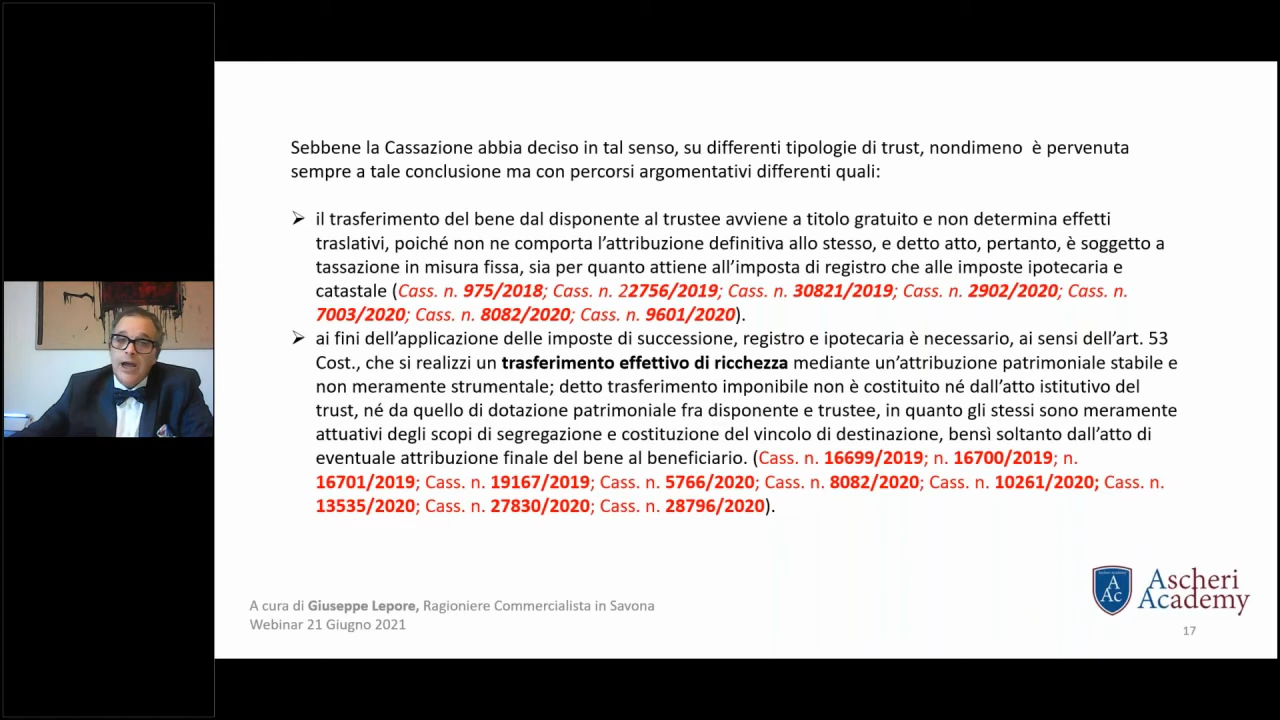 Sebbene la Cassazione abbia deciso in tal senso, su differenti tipologie di trust, nondimeno è pervenuta
sempre a tale conclusione ma con percorsi argomentativi differenti quali:
➢ il trasferimento del bene dal disponente al trustee avviene a titolo gratuito e non determina effetti
traslativi, poiché non ne comporta l'attribuzione definitiva allo stesso, e detto atto, pertanto, è soggetto a
tassazione in misura fissa, sia per quanto attiene all'imposta di registro che alle imposte ipotecaria e
catastale (Cass. n. 975/2018; Cass. n. 22756/2019; Cass. n. 30821/2019; Cass. n. 2902/2020; Cass. n.
7003/2020; Cass. n. 8082/2020; Cass. n. 9601/2020).
➢ ai fini dell'applicazione delle imposte di successione, registro e ipotecaria è necessario, ai sensi dell'art. 53
Cost., che si realizzi un trasferimento effettivo di ricchezza mediante un'attribuzione patrimoniale stabile e
non meramente strumentale; detto trasferimento imponibile non è costituito né dall'atto istitutivo del
trust, né da quello di dotazione patrimoniale fra disponente e trustee, in quanto gli stessi sono meramente
attuativi degli scopi di segregazione e costituzione del vincolo di destinazione, bensì soltanto dall'atto di
eventuale attribuzione finale del bene al beneficiario. (Cass. n. 16699/2019; n. 16700/2019; n.
16701/2019; Cass. n. 19167/2019; Cass. n. 5766/2020; Cass. n. 8082/2020; Cass. n. 10261/2020; Cass. n.
13535/2020; Cass. n. 27830/2020; Cass. n. 28796/2020).
A cura di Giuseppe Lepore, Ragioniere Commercialista in Savona
Webinar 21 Giugno 2021
A
Ac
Ascheri
Academy
17